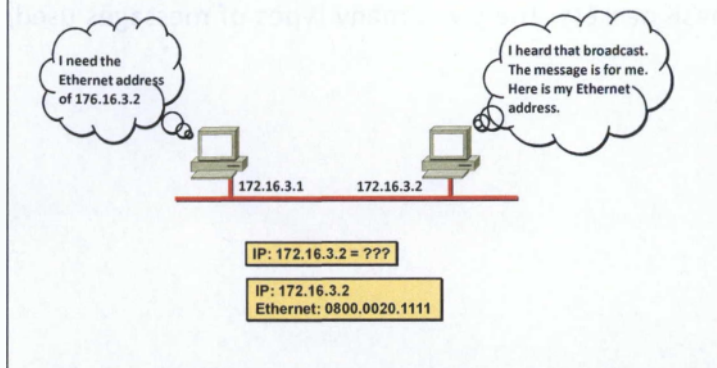 I need the
Ethernet address
of 176.16.3.2
I heard that broadcast.
The message is for me.
Here is my Ethernet
address.
172.16.3.1
172.16.3.2
IP: 172.16.3.2 = ???
IP: 172.16.3.2
Ethernet: 0800.0020.1111